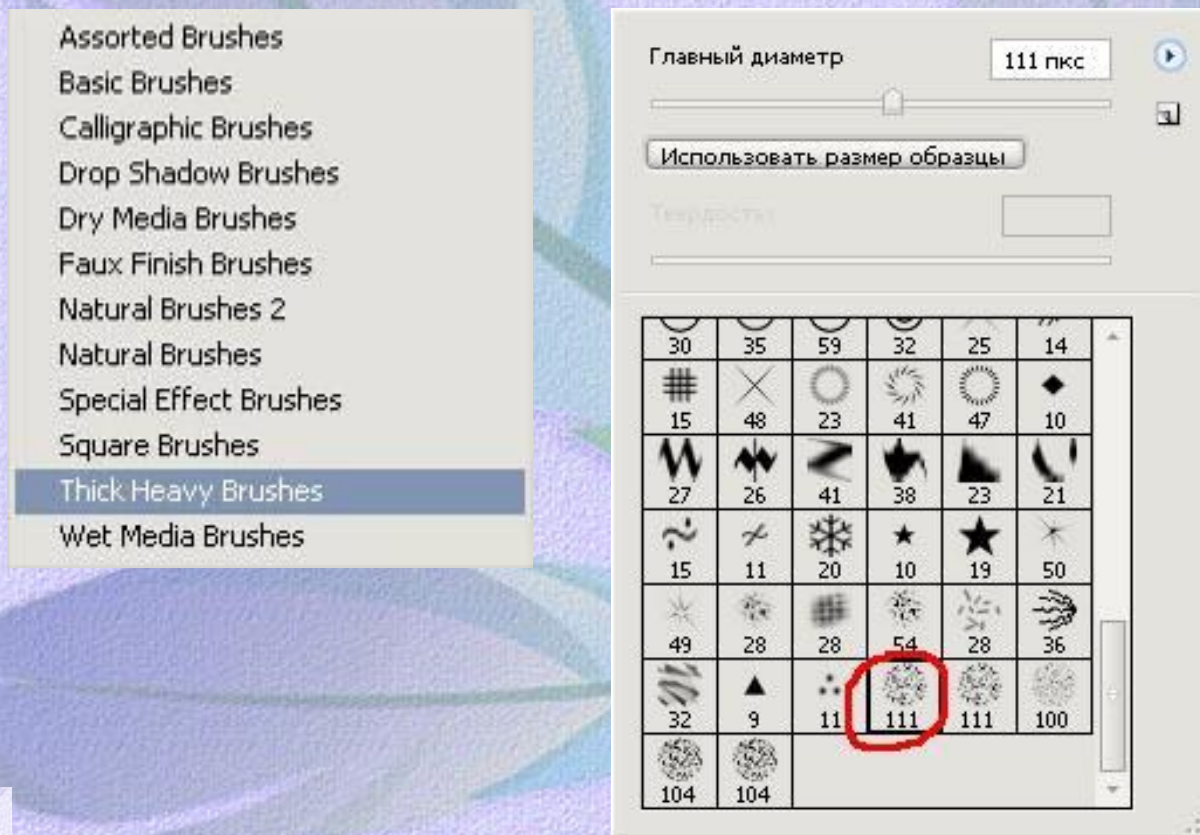 Assorted Brushes
Basic Brushes
Calligraphic Brushes
Drop Shadow Brushes
Dry Media Brushes
Faux Finish Brushes
Natural Brushes 2
Natural Brushes
Special Effect Brushes
Square Brushes
Thick Heavy Brushes
Wet Media Brushes
Главный диаметр 111 пкс
Использовать размер образцы
Твердость:
30 35 59 32 25 14
15 48 23 41 47 10
27 26 41 38 23 21
15 11 20 10 19 50
49 28 28 54 28 36
32 9 11 111 111 100
104 104